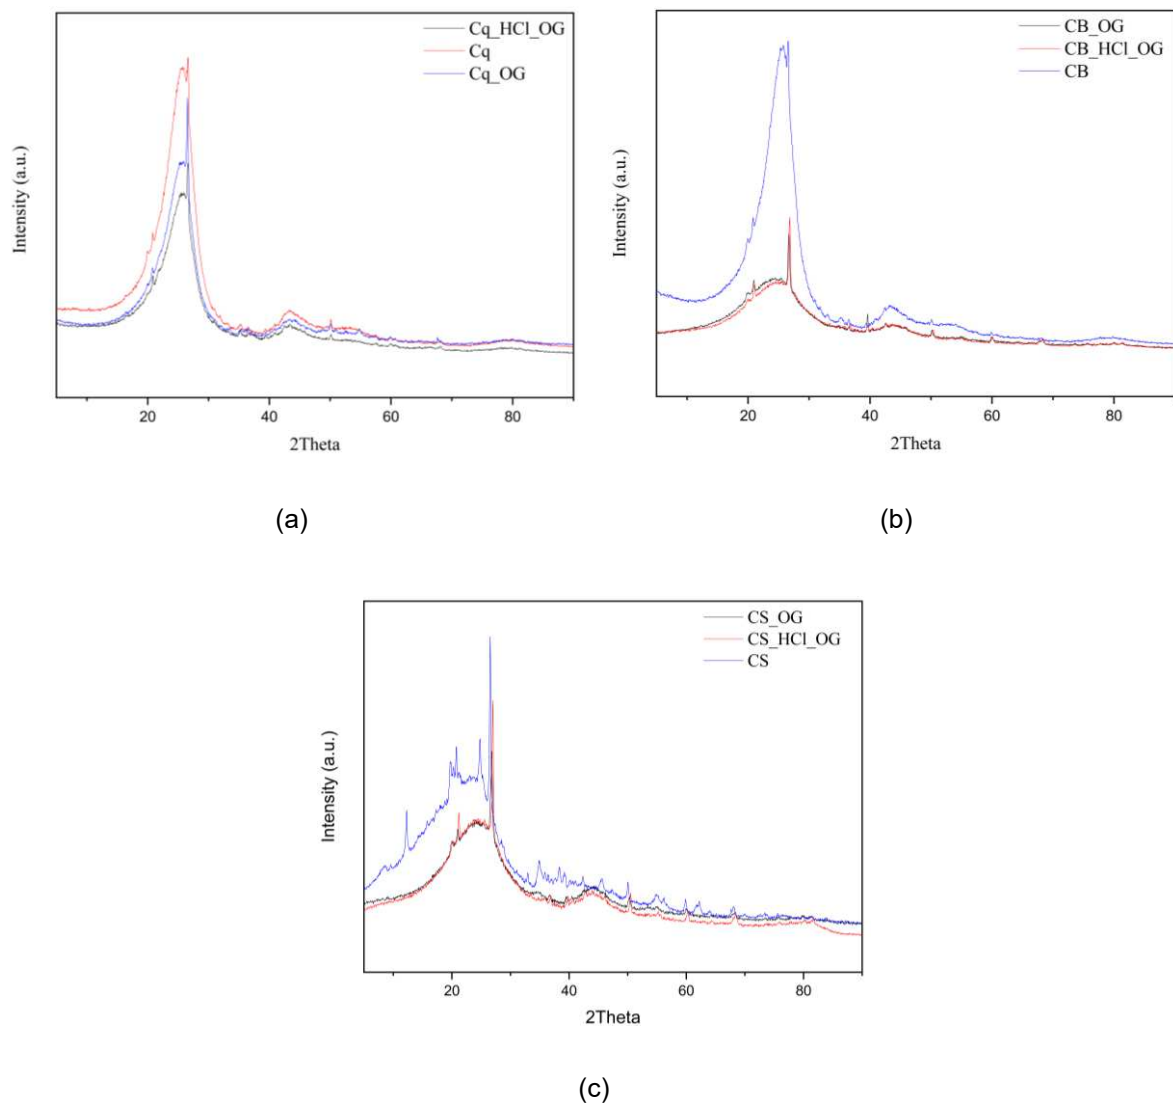 Cq_HCl_OG
Cq
Cq_OG
Intensity (a.u.)
20
40
60
80
2Theta
(a)
CB_OG
CB_HCl_OG
CB
Intensity (a.u.)
20
40
60
80
2Theta
(b)
CS_OG
CS_HCl_OG
CS
Intensity (a.u.)
20
40
60
80
2Theta
(c)